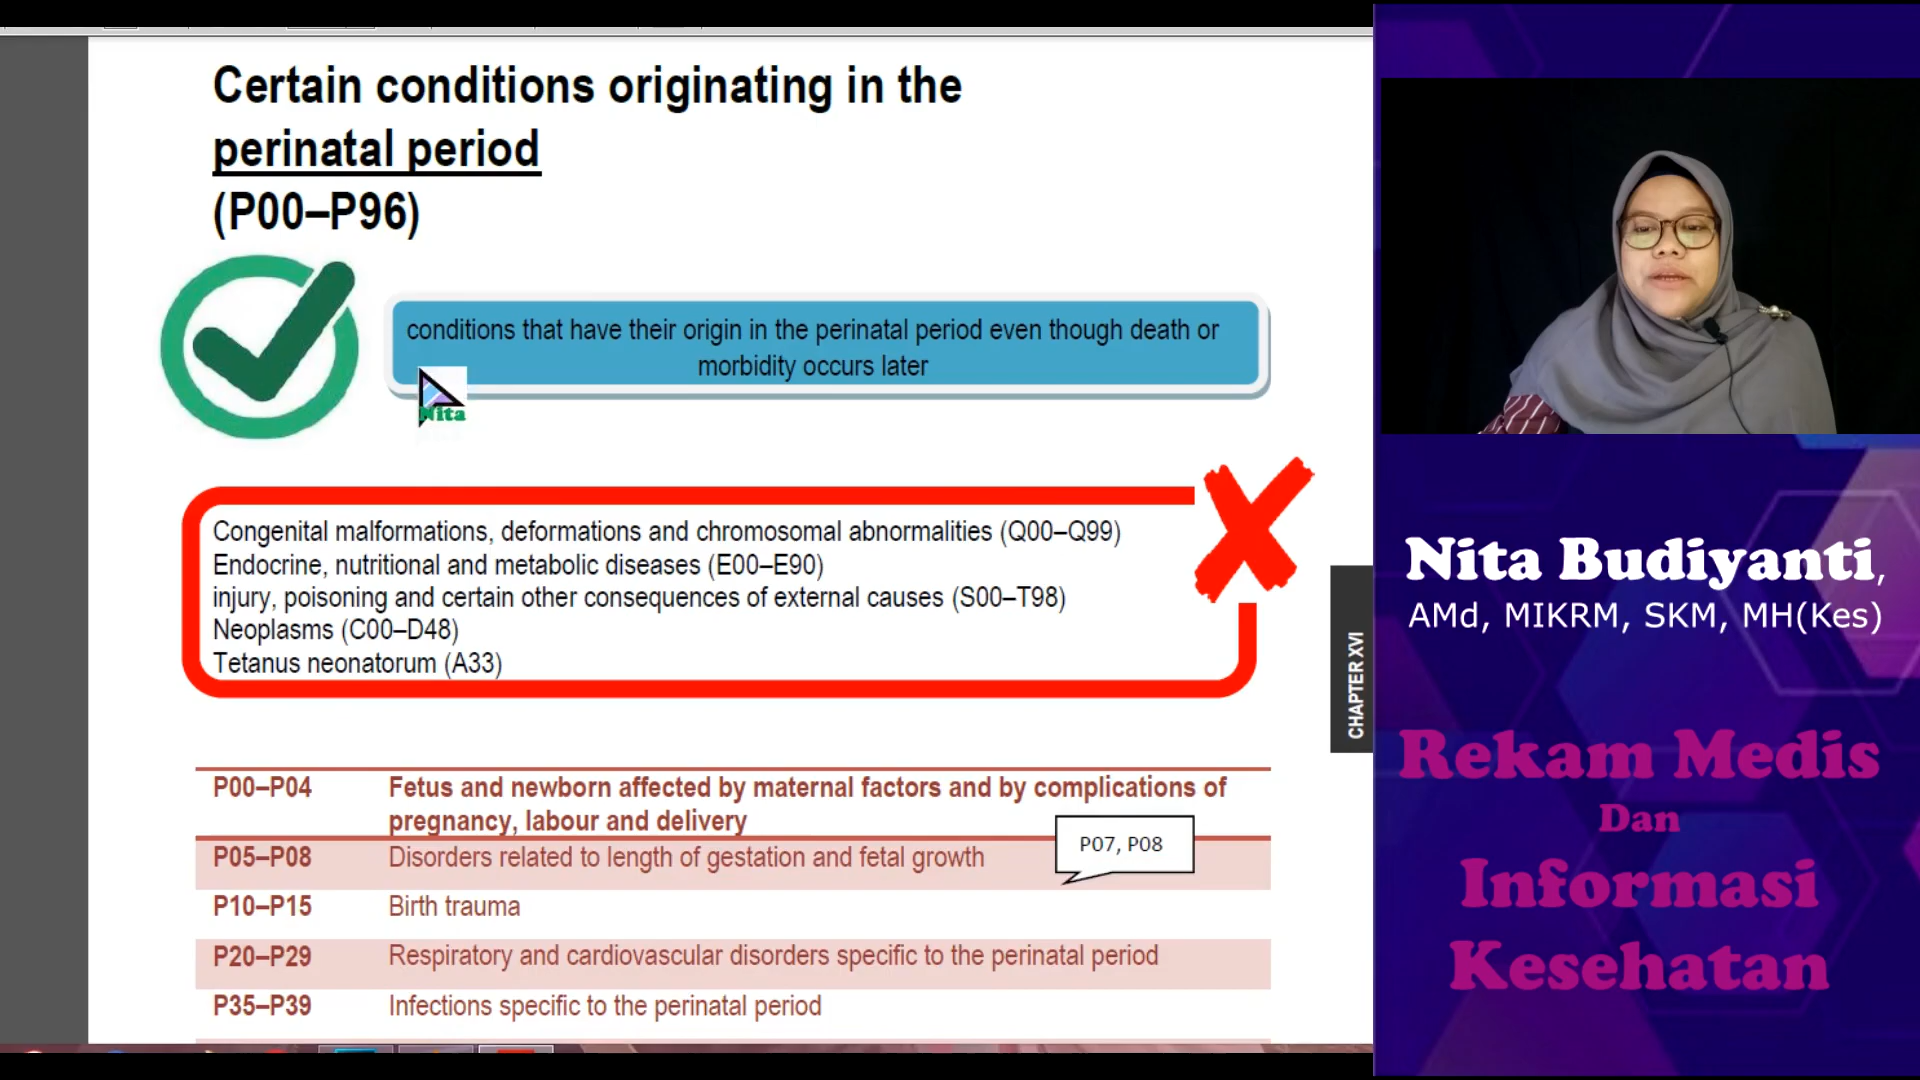 Certain conditions originating in the
perinatal period
(P00–P96)
conditions that have their origin in the perinatal period even though death or
morbidity occurs later
Nita
Congenital malformations, deformations and chromosomal abnormalities (Q00–Q99)
Endocrine, nutritional and metabolic diseases (E00–E90)
injury, poisoning and certain other consequences of external causes (S00–T98)
Neoplasms (C00–D48)
Tetanus neonatorum (A33)
CHAPTER XVI
P00–P04 Fetus and newborn affected by maternal factors and by complications of
pregnancy, labour and delivery
P07, P08
P05–P08 Disorders related to length of gestation and fetal growth
P10–P15 Birth trauma
P20–P29 Respiratory and cardiovascular disorders specific to the perinatal period
P35–P39 Infections specific to the perinatal period
Nita Budiyanti,
AMd, MIKRM, SKM, MH(Kes)
Rekam Medis
Dan
Informasi
Kesehatan